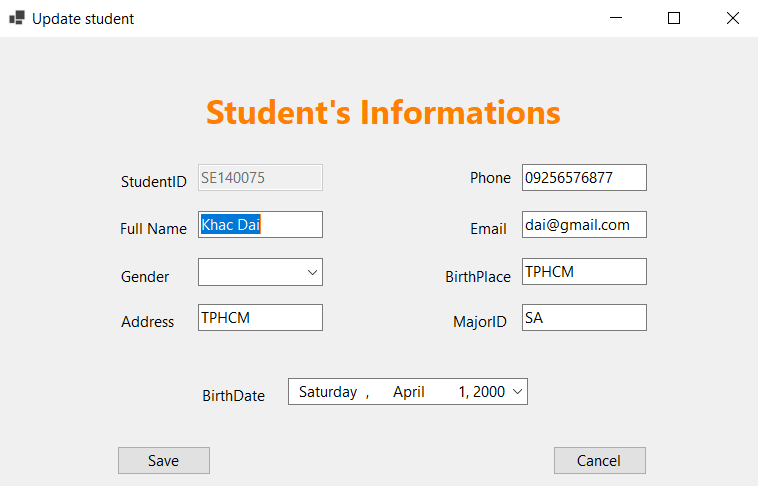 Update student
Student's Informations
StudentID SE140075 Phone 09256576877
Full Name Khac Dai Email dai@gmail.com
Gender BirthPlace TPHCM
Address TPHCM MajorID SA
BirthDate Saturday , April 1, 2000
Save Cancel